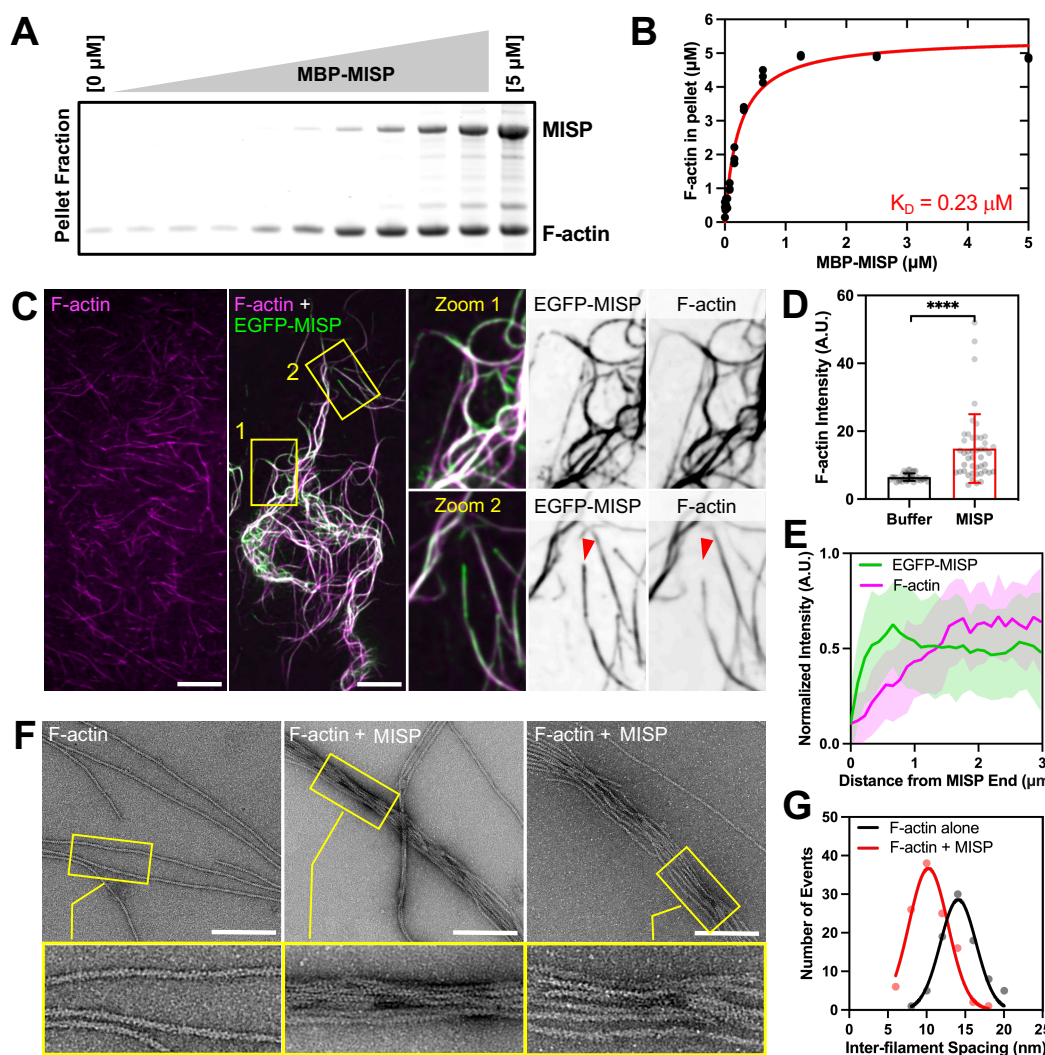 A
[0 µM]
MBP-MISP
[5 µM]
Pellet Fraction
MISP
F-actin
B
F-actin in pellet (µM)
6
5
4
3
2
1
0
0
1
2
3
4
5
K_D = 0.23 µM
MBP-MISP (µM)
C
F-actin
F-actin +
EGFP-MISP
2
1
Zoom 1
EGFP-MISP
F-actin
Zoom 2
EGFP-MISP
F-actin
D
F-actin Intensity (A.U.)
60
40
20
0
****
Buffer
MISP
E
Normalized Intensity (A.U.)
1.0
0.5
0.0
EGFP-MISP
F-actin
0
1
2
3
Distance from MISP End (µm
F
F-actin
F-actin + MISP
F-actin + MISP
G
Number of Events
50
40
30
20
10
0
F-actin alone
F-actin + MISP
0
5
10
15
20
25
Inter-filament Spacing (nm)